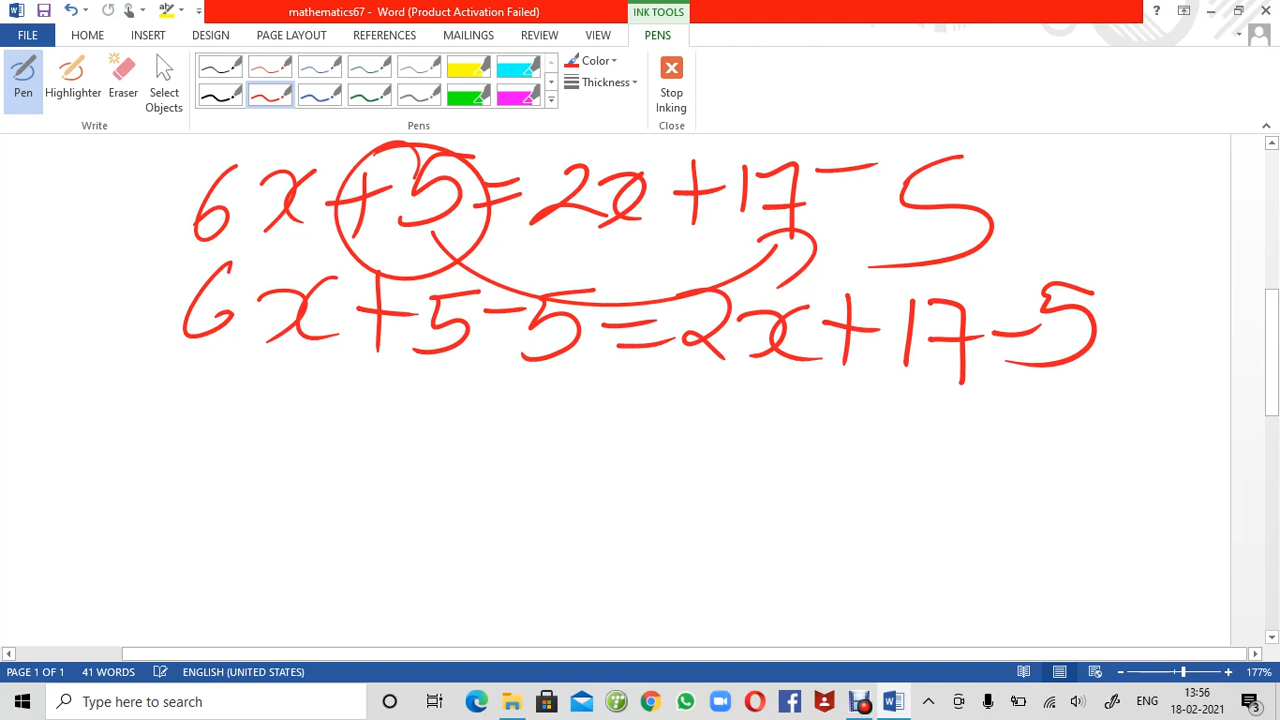 mathematics67 - Word (Product Activation Failed)
INK TOOLS
?
FILE HOME INSERT DESIGN PAGE LAYOUT REFERENCES MAILINGS REVIEW VIEW PENS
Pen Highlighter Eraser Select Objects
Color
Thickness
Stop Inking
Write Pens Close
6x+5=2x+17-5
6x+5-5=2x+17-5
PAGE 1 OF 1 41 WORDS ENGLISH (UNITED STATES) 177%
Type here to search
ENG
13:56
18-02-2021
3